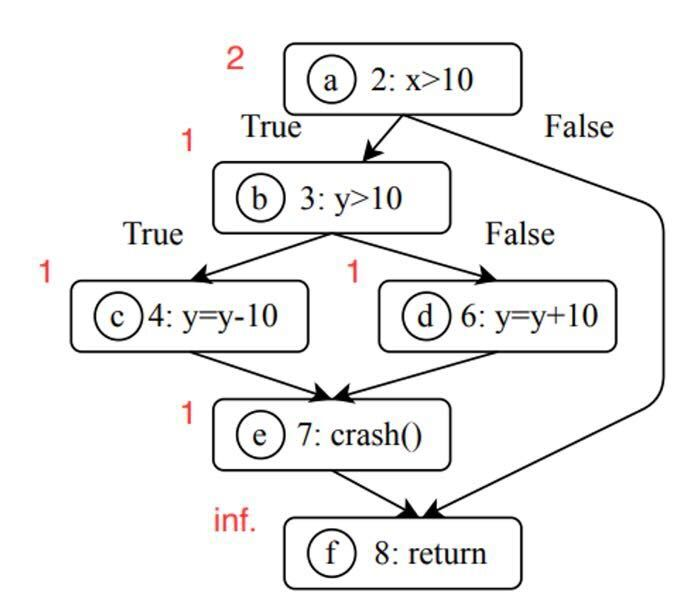 2
a 2: x>10
True False
1
b 3: y>10
True False
1 1
c 4: y=y-10 d 6: y=y+10
1
e 7: crash()
inf.
f 8: return